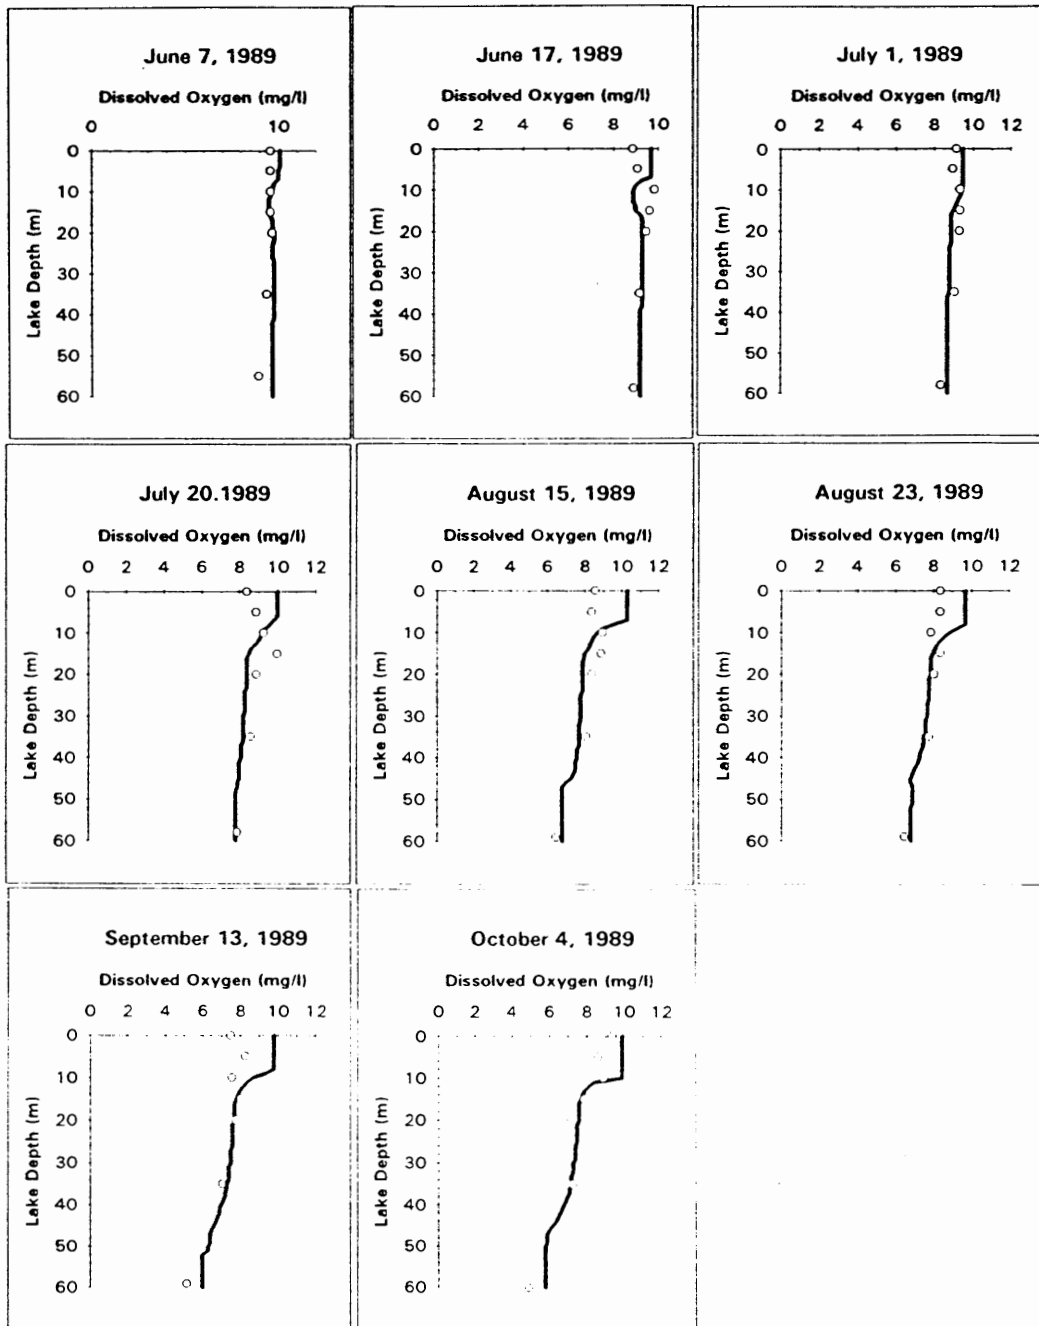 June 7, 1989
Dissolved Oxygen (mg/l)
0 10
0
10
20
30
40
50
60
Lake Depth (m)
June 17, 1989
Dissolved Oxygen (mg/l)
0 2 4 6 8 10
0
10
20
30
40
50
60
Lake Depth (m)
July 1, 1989
Dissolved Oxygen (mg/l)
0 2 4 6 8 10 12
0
10
20
30
40
50
60
Lake Depth (m)
July 20.1989
Dissolved Oxygen (mg/l)
0 2 4 6 8 10 12
0
10
20
30
40
50
60
Lake Depth (m)
August 15, 1989
Dissolved Oxygen (mg/l)
0 2 4 6 8 10 12
0
10
20
30
40
50
60
Lake Depth (m)
August 23, 1989
Dissolved Oxygen (mg/l)
0 2 4 6 8 10 12
0
10
20
30
40
50
60
Lake Depth (m)
September 13, 1989
Dissolved Oxygen (mg/l)
0 2 4 6 8 10 12
0
10
20
30
40
50
60
Lake Depth (m)
October 4, 1989
Dissolved Oxygen (mg/l)
0 2 4 6 8 10 12
0
10
20
30
40
50
60
Lake Depth (m)